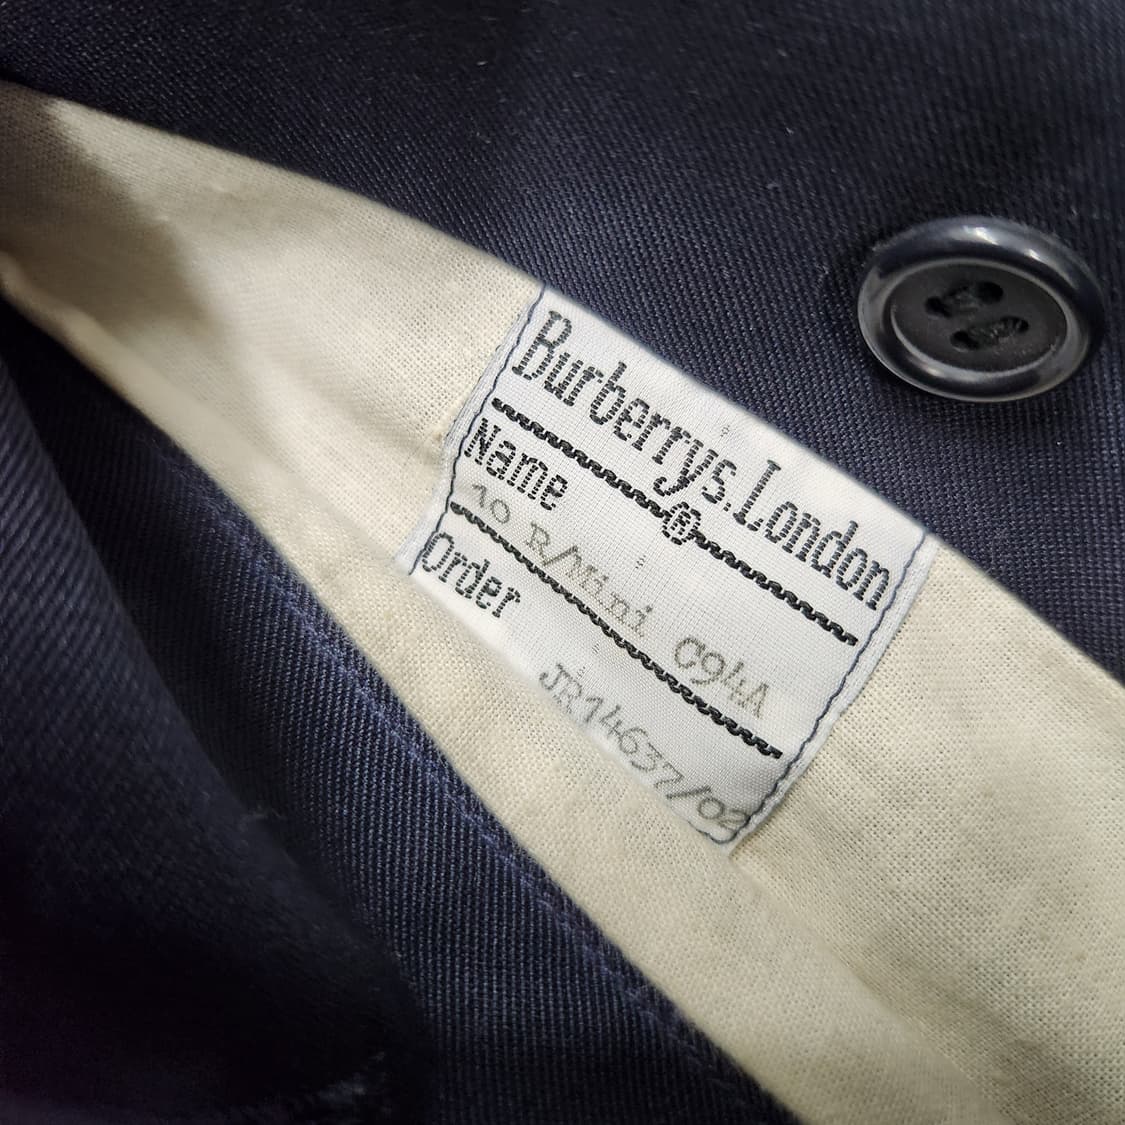 Burberrys.London
®
Name
10 R/Mini C94A
Order
JR14637/02